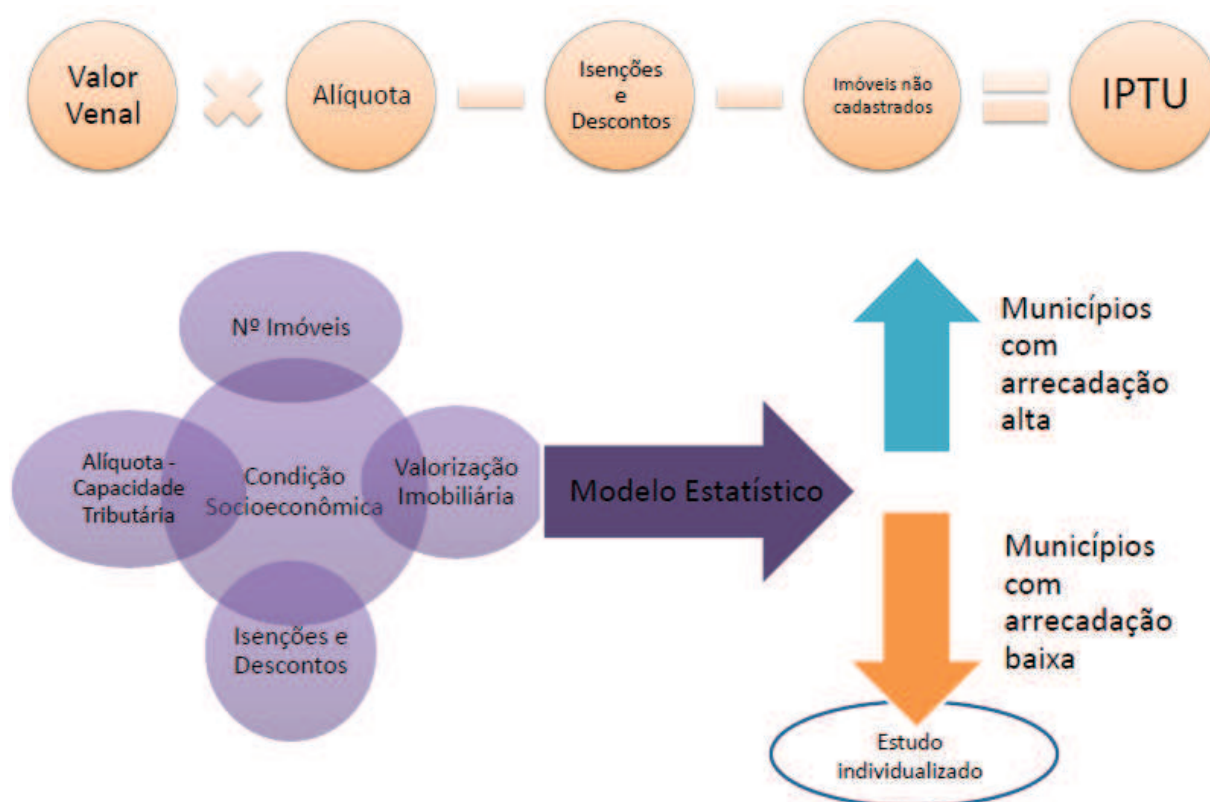 Valor
Venal
Alíquota
Isenções
e
Descontos
Imóveis não
cadastrados
IPTU
Nº Imóveis
Alíquota -
Capacidade
Tributária
Condição
Socioeconômica
Valorização
Imobiliária
Isenções e
Descontos
Modelo Estatístico
Municípios
com
arrecadação
alta
Municípios
com
arrecadação
baixa
Estudo
individualizado